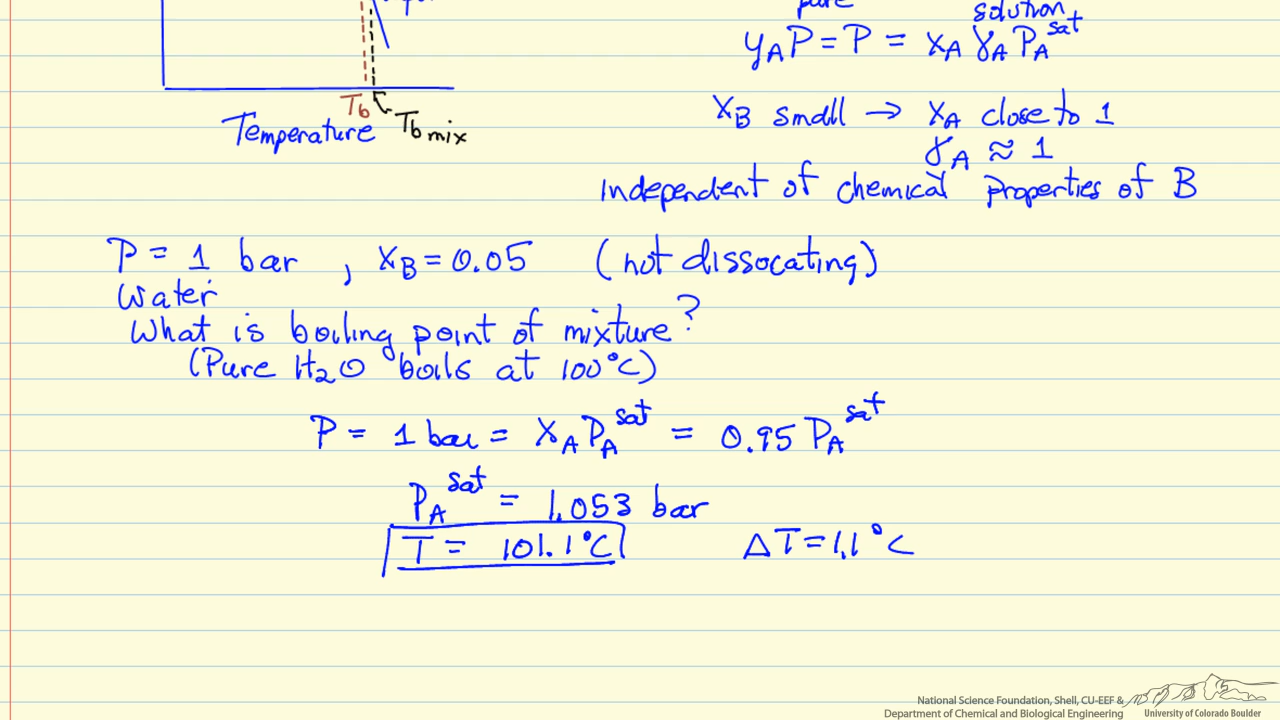 solution
y_A P = P = x_A γ_A P_A^sat
T_b
T_b mix
Temperature
x_B small → x_A close to 1
γ_A ≈ 1
Independent of chemical properties of B
P = 1 bar , x_B = 0.05 (not dissocating)
Water
What is boiling point of mixture?
(Pure H₂O boils at 100°C)
P = 1 bar = x_A P_A^sat = 0.95 P_A^sat
P_A^sat = 1.053 bar
T = 101.1°C ΔT = 1.1°C
National Science Foundation, Shell, CU-EEF &
Department of Chemical and Biological Engineering
University of Colorado Boulder